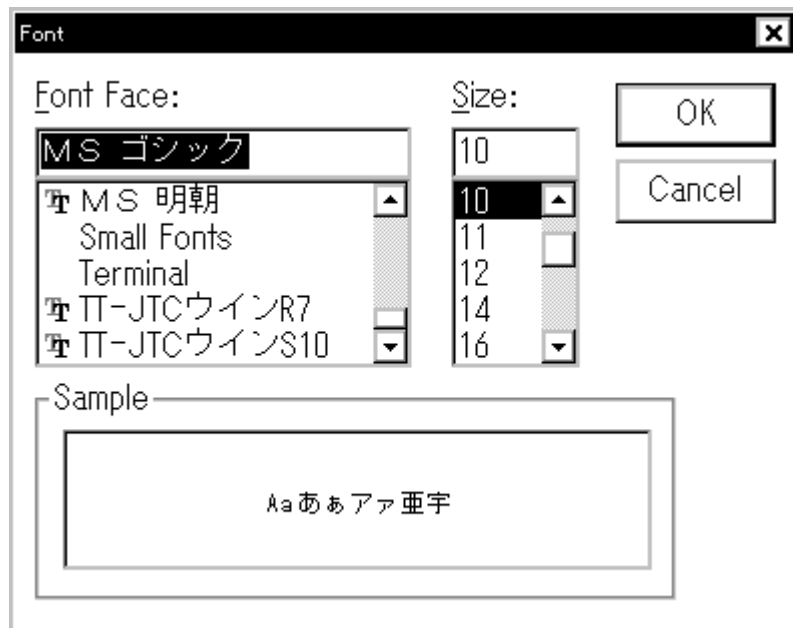 Font
Font Face:
ＭＳ ゴシック
ＭＳ 明朝
Small Fonts
Terminal
TT-JTCウインR7
TT-JTCウインS10
Size:
10
10
11
12
14
16
OK
Cancel
Sample
Aaあぁアァ亜宇